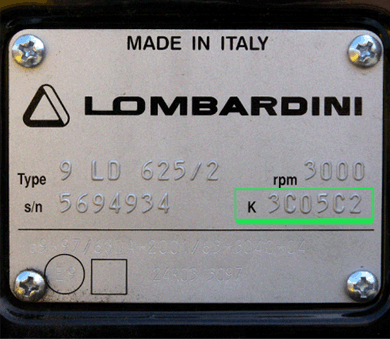 MADE IN ITALY
LOMBARDINI
Type 9 LD 625/2 rpm 3000
s/n 5694934 K 3C05C2